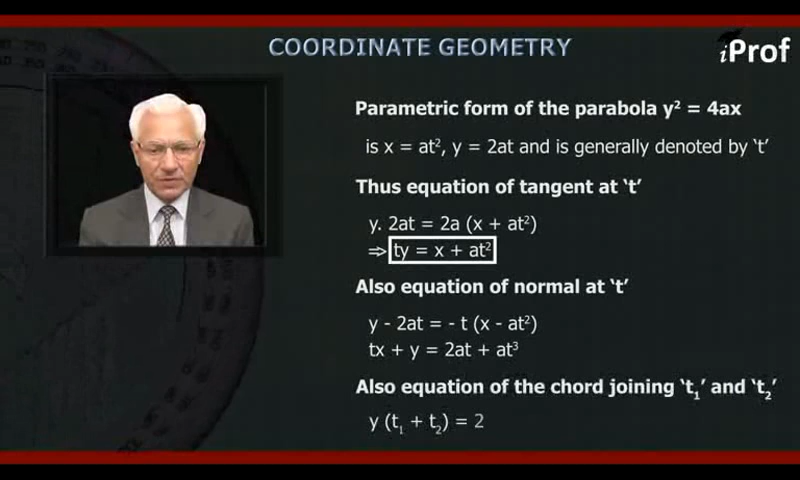 COORDINATE GEOMETRY
iProf
Parametric form of the parabola y² = 4ax
is x = at², y = 2at and is generally denoted by ‘t’
Thus equation of tangent at ‘t’
y. 2at = 2a (x + at²)
⇒ ty = x + at²
Also equation of normal at ‘t’
y - 2at = - t (x - at²)
tx + y = 2at + at³
Also equation of the chord joining ‘t₁’ and ‘t₂’
y (t₁ + t₂) = 2